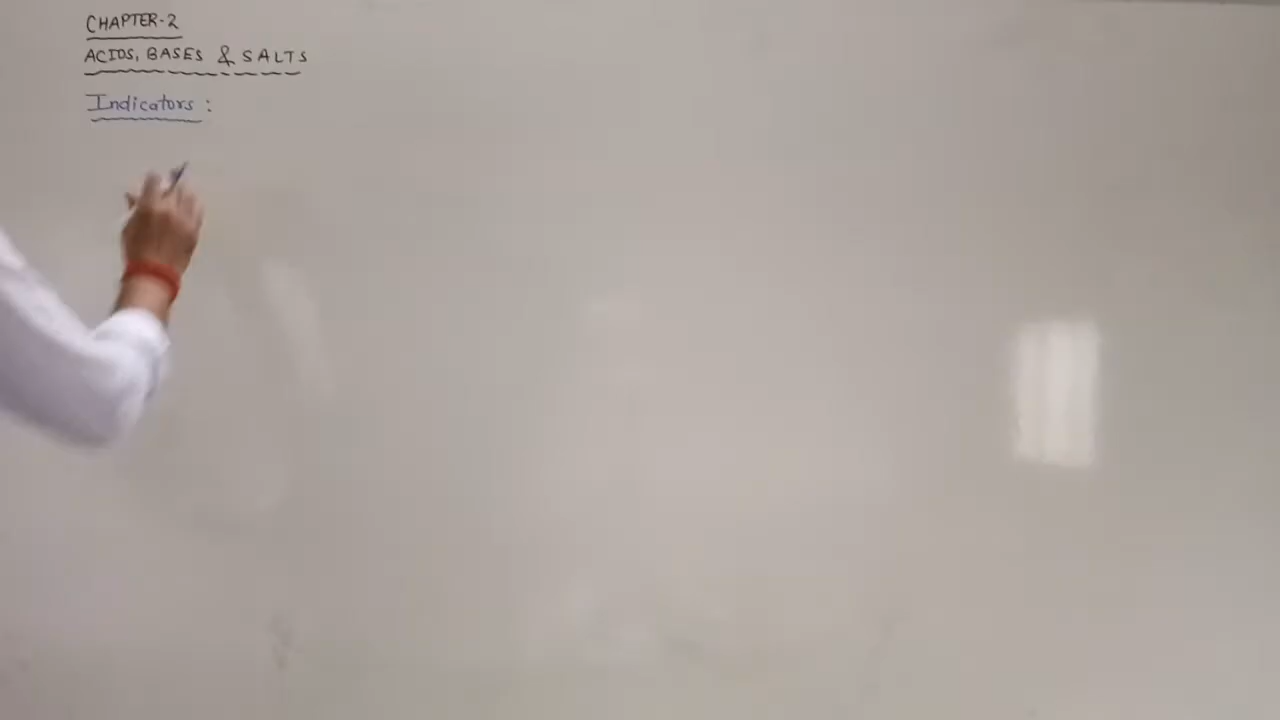 CHAPTER-2
ACIDS, BASES & SALTS
Indicators :